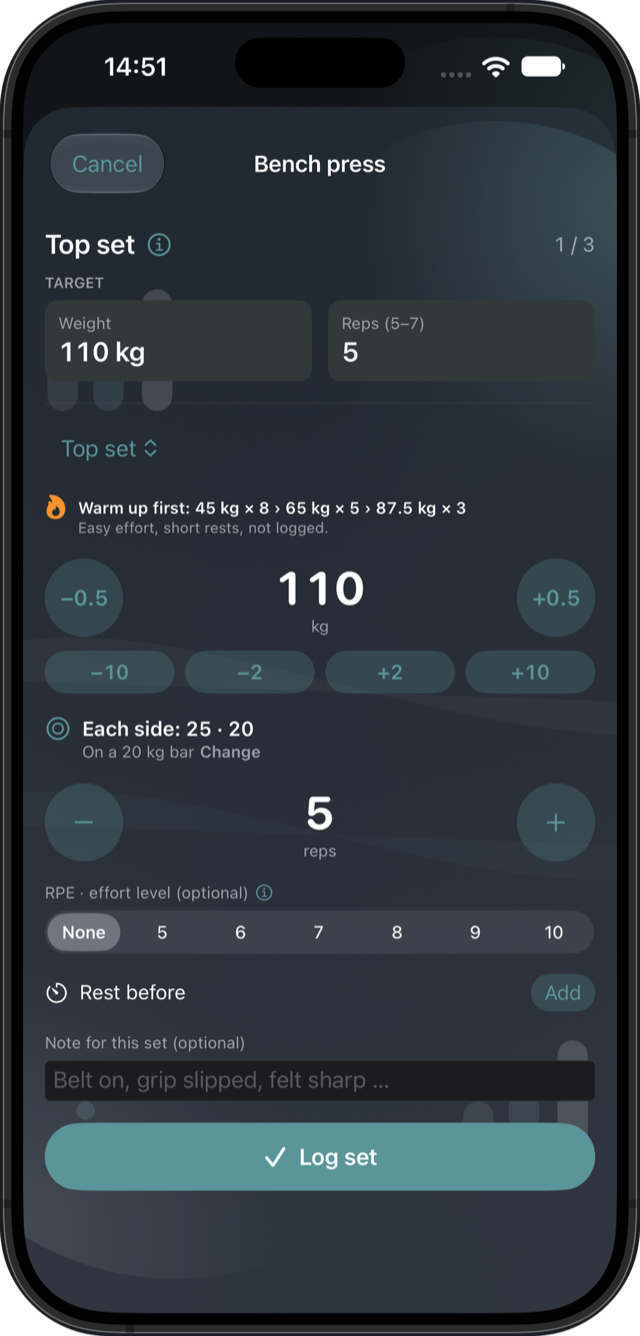 14:51
Cancel
Bench press
Top set
1 / 3
TARGET
Weight
110 kg
Reps (5–7)
5
Top set
Warm up first: 45 kg × 8 › 65 kg × 5 › 87.5 kg × 3
Easy effort, short rests, not logged.
−0.5
110
kg
+0.5
−10
−2
+2
+10
Each side: 25 · 20
On a 20 kg bar Change
−
5
reps
+
RPE · effort level (optional)
None 5 6 7 8 9 10
Rest before
Add
Note for this set (optional)
Belt on, grip slipped, felt sharp ...
Log set